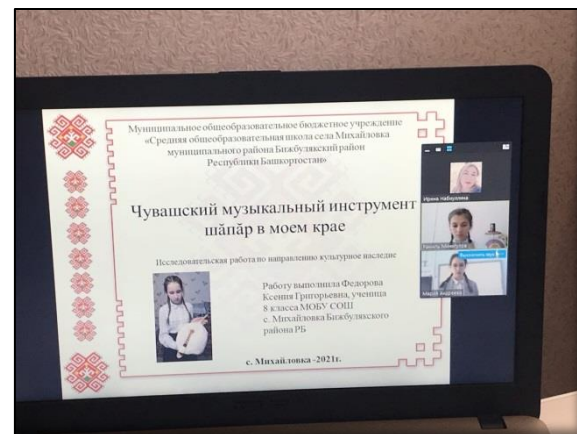 Муниципальное общеобразовательное бюджетное учреждение
«Средняя общеобразовательная школа села Михайловка
муниципального района Бижбулякский район
Республики Башкортостан»
Чувашский музыкальный инструмент
шăпăр в моем крае
Исследовательская работа по направлению культурное наследие
Работу выполнила Федорова
Ксения Григорьевна, ученица
8 класса МОБУ СОШ
с. Михайловка Бижбулякского
района РБ
с. Михайловка -2021г.
Ирина Набиуллина